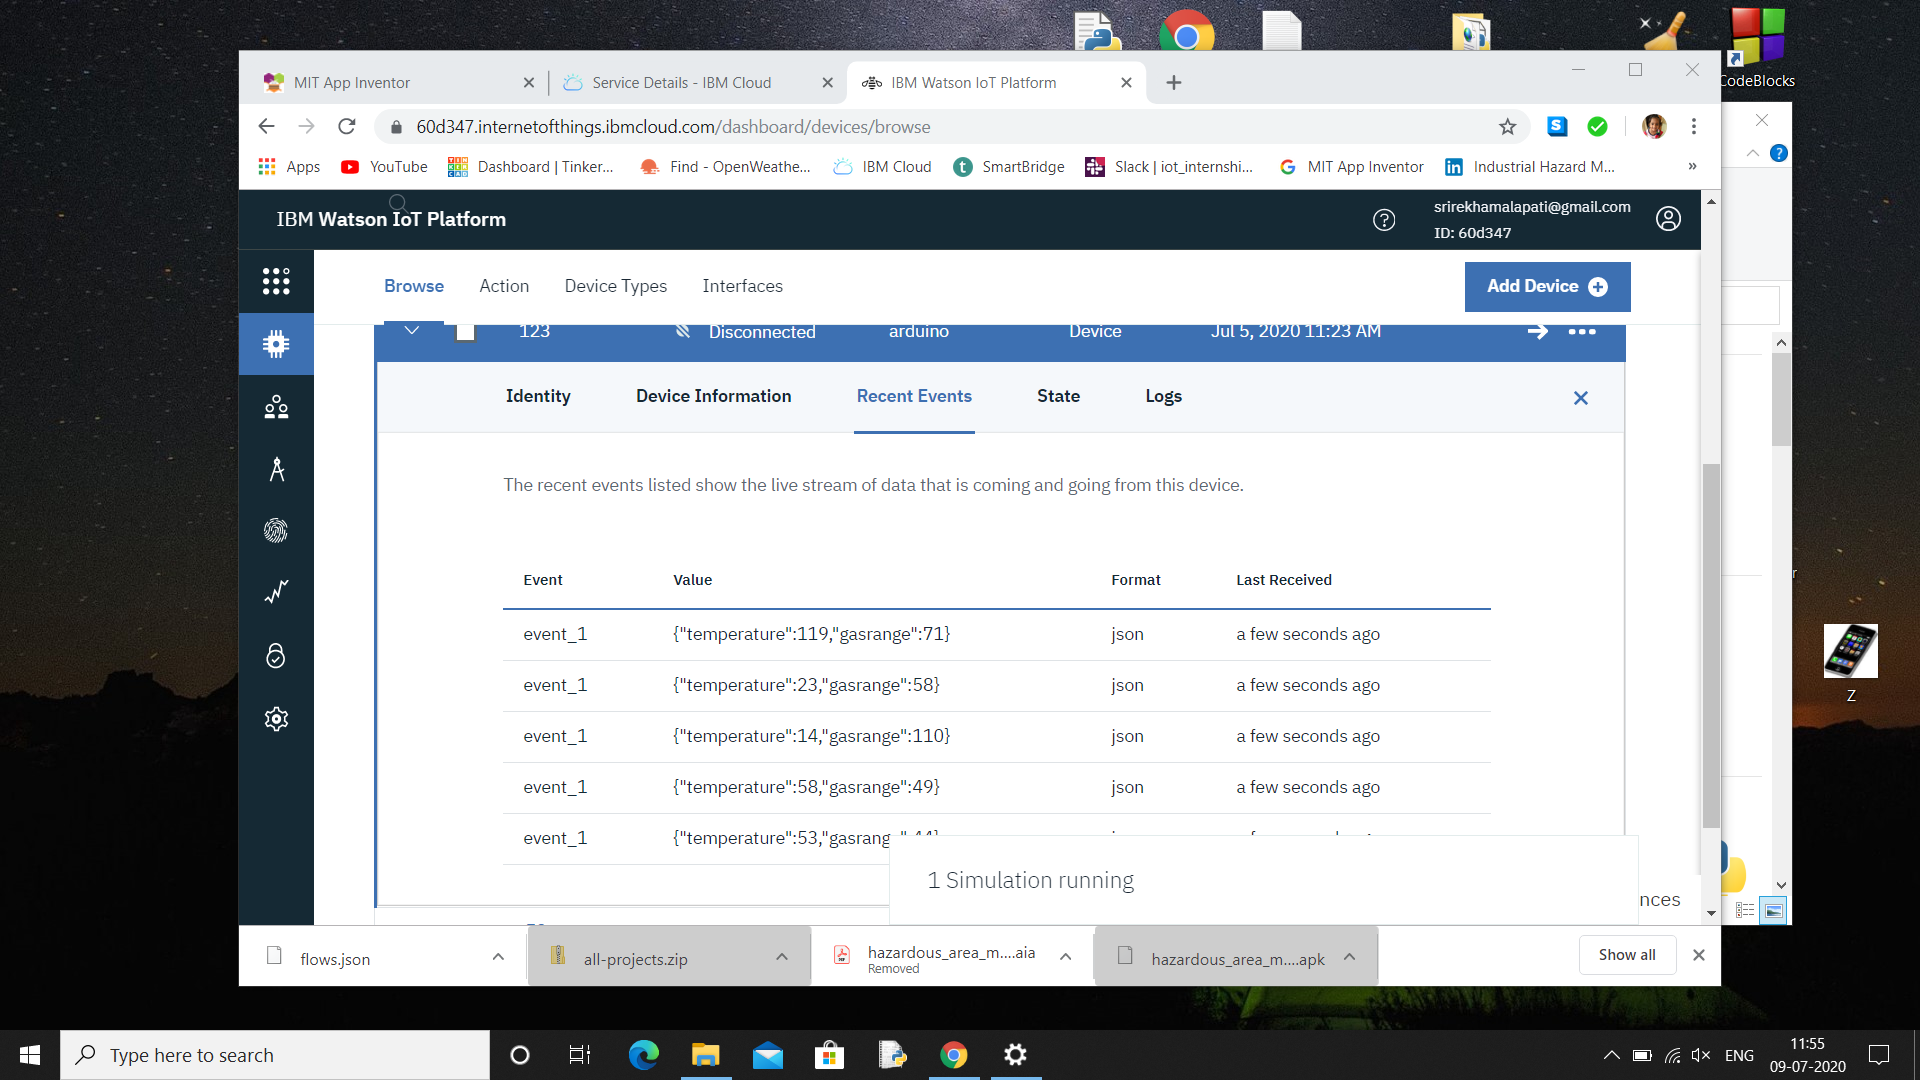 CodeBlocks
MIT App Inventor
Service Details - IBM Cloud
IBM Watson IoT Platform
60d347.internetofthings.ibmcloud.com/dashboard/devices/browse
Apps
YouTube
Dashboard | Tinker...
Find - OpenWeathe...
IBM Cloud
SmartBridge
Slack | iot_internshi...
MIT App Inventor
Industrial Hazard M...
»
IBM Watson IoT Platform
srirekhamalapati@gmail.com
ID: 60d347
Browse
Action
Device Types
Interfaces
Add Device
123 Disconnected arduino Device Jul 5, 2020 11:23 AM
Identity
Device Information
Recent Events
State
Logs
The recent events listed show the live stream of data that is coming and going from this device.
Event Value Format Last Received
event_1 {"temperature":119,"gasrange":71} json a few seconds ago
event_1 {"temperature":23,"gasrange":58} json a few seconds ago
event_1 {"temperature":14,"gasrange":110} json a few seconds ago
event_1 {"temperature":58,"gasrange":49} json a few seconds ago
event_1 {"temperature":53,"gasrang
1 Simulation running
nces
Z
flows.json
all-projects.zip
hazardous_area_m....aia
Removed
hazardous_area_m....apk
Show all
Type here to search
ENG
11:55
09-07-2020